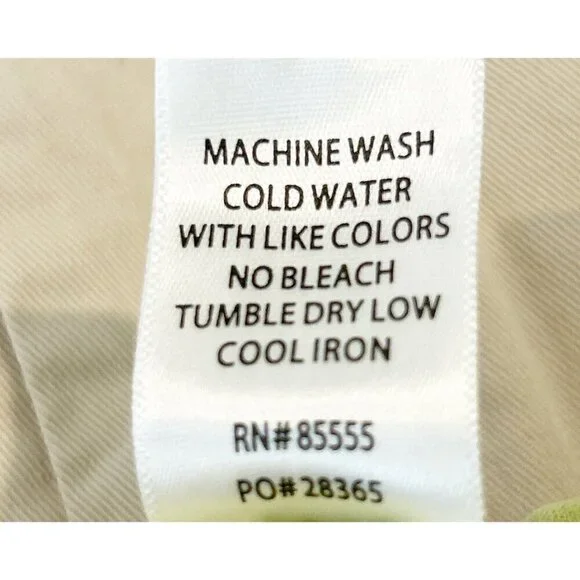 MACHINE WASH
COLD WATER
WITH LIKE COLORS
NO BLEACH
TUMBLE DRY LOW
COOL IRON
RN# 85555
PO# 28365